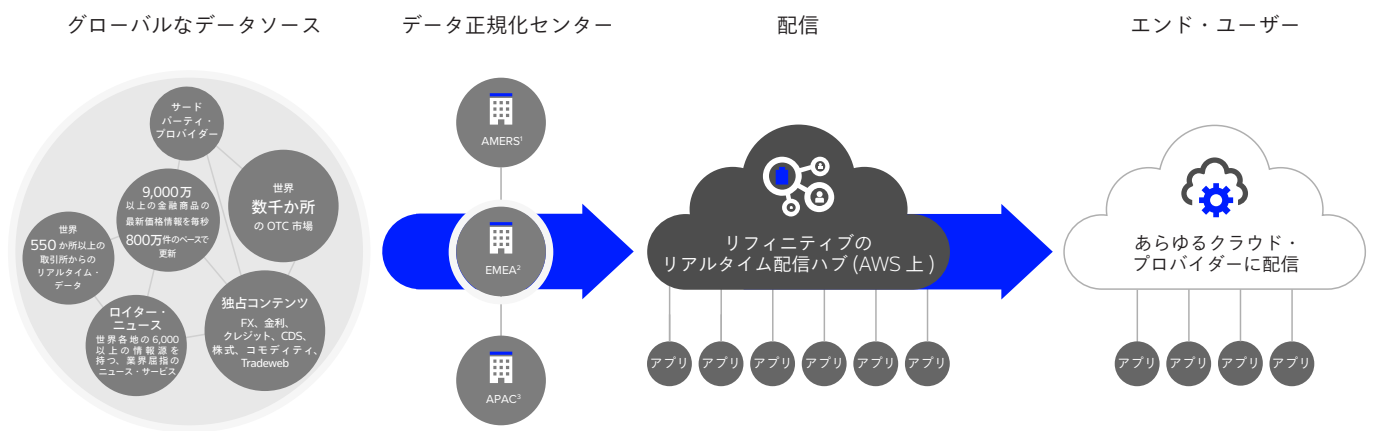 グローバルなデータソース
データ正規化センター
配信
エンド・ユーザー
サード
パーティ・
プロバイダー
9,000万
以上の金融商品の
最新価格情報を毎秒
800万件のペースで
更新
世界
数千か所
の OTC 市場
世界
550 か所以上の
取引所からの
リアルタイム・
データ
ロイター・
ニュース
世界各地の 6,000
以上の情報源を
持つ、業界屈指の
ニュース・サービス
独占コンテンツ
FX、金利、
クレジット、CDS、
株式、コモディティ、
Tradeweb
AMERS¹
EMEA²
APAC³
リフィニティブの
リアルタイム配信ハブ (AWS 上 )
アプリ
アプリ
アプリ
アプリ
アプリ
アプリ
あらゆるクラウド・
プロバイダーに配信
アプリ
アプリ
アプリ
アプリ